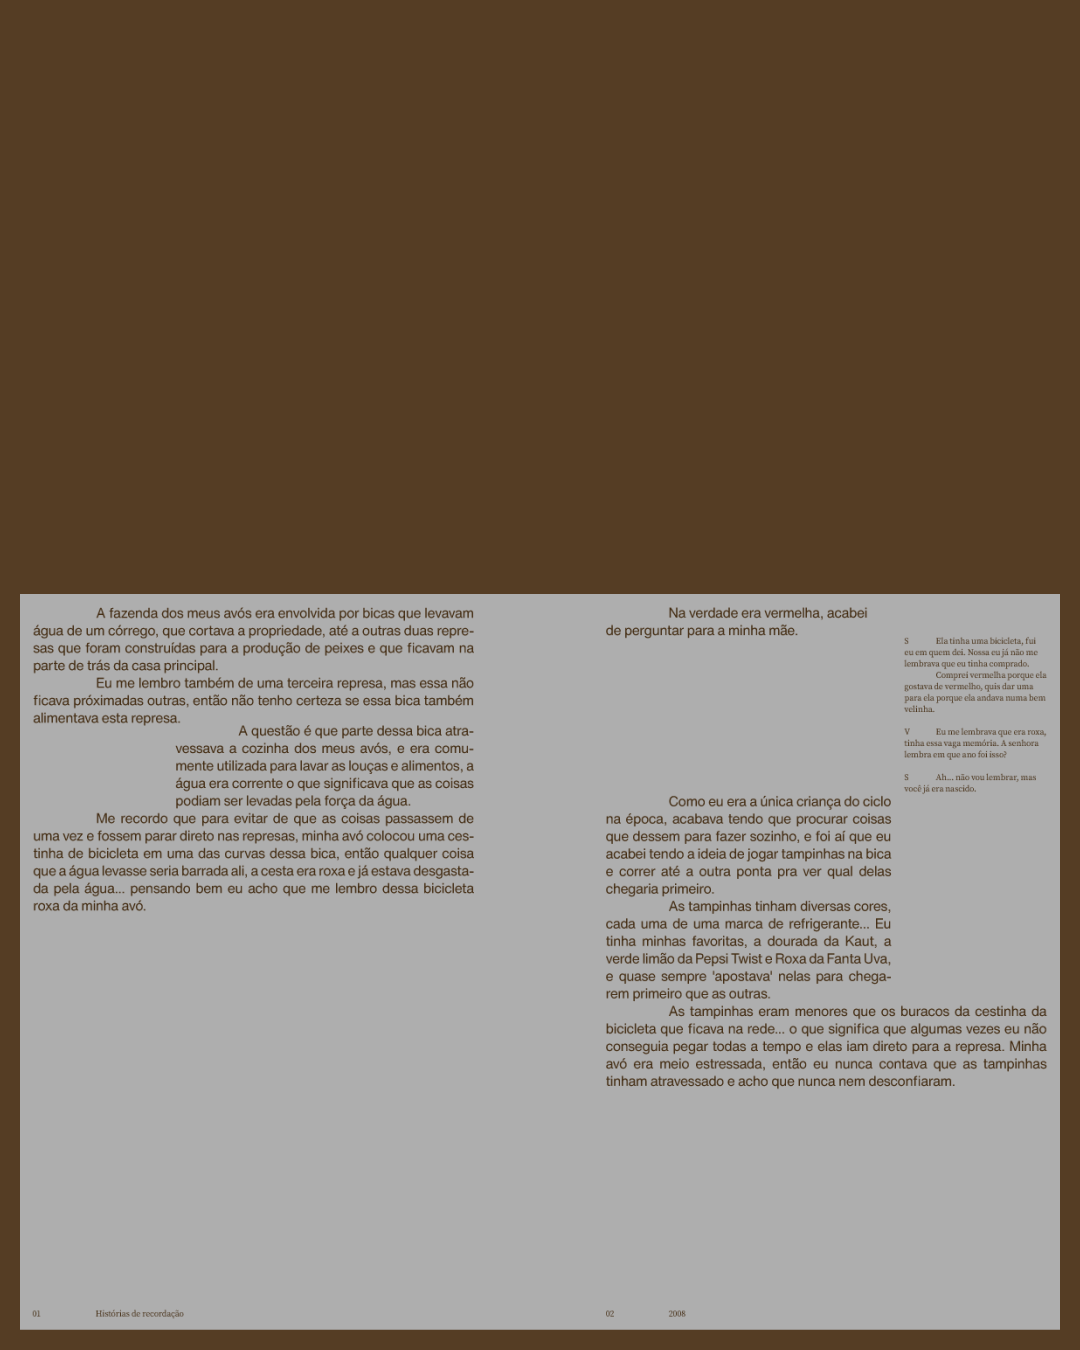 A fazenda dos meus avós era envolvida por bicas que levavam
água de um córrego, que cortava a propriedade, até a outras duas repre-
sas que foram construídas para a produção de peixes e que ficavam na
parte de trás da casa principal.
Eu me lembro também de uma terceira represa, mas essa não
ficava próximadas outras, então não tenho certeza se essa bica também
alimentava esta represa.
A questão é que parte dessa bica atra-
vessava a cozinha dos meus avós, e era comu-
mente utilizada para lavar as louças e alimentos, a
água era corrente o que significava que as coisas
podiam ser levadas pela força da água.
Me recordo que para evitar de que as coisas passassem de
uma vez e fossem parar direto nas represas, minha avó colocou uma ces-
tinha de bicicleta em uma das curvas dessa bica, então qualquer coisa
que a água levasse seria barrada ali, a cesta era roxa e já estava desgasta-
da pela água... pensando bem eu acho que me lembro dessa bicicleta
roxa da minha avó.
01 Histórias de recordação
Na verdade era vermelha, acabei
de perguntar para a minha mãe.
S Ela tinha uma bicicleta, fui
eu em quem dei. Nossa eu já não me
lembrava que eu tinha comprado.
Comprei vermelha porque ela
gostava de vermelho, quis dar uma
para ela porque ela andava numa bem
velinha.
V Eu me lembrava que era roxa,
tinha essa vaga memória. A senhora
lembra em que ano foi isso?
S Ah... não vou lembrar, mas
você já era nascido.
Como eu era a única criança do ciclo
na época, acabava tendo que procurar coisas
que dessem para fazer sozinho, e foi aí que eu
acabei tendo a ideia de jogar tampinhas na bica
e correr até a outra ponta pra ver qual delas
chegaria primeiro.
As tampinhas tinham diversas cores,
cada uma de uma marca de refrigerante... Eu
tinha minhas favoritas, a dourada da Kaut, a
verde limão da Pepsi Twist e Roxa da Fanta Uva,
e quase sempre 'apostava' nelas para chega-
rem primeiro que as outras.
As tampinhas eram menores que os buracos da cestinha da
bicicleta que ficava na rede... o que significa que algumas vezes eu não
conseguia pegar todas a tempo e elas iam direto para a represa. Minha
avó era meio estressada, então eu nunca contava que as tampinhas
tinham atravessado e acho que nunca nem desconfiaram.
02 2008